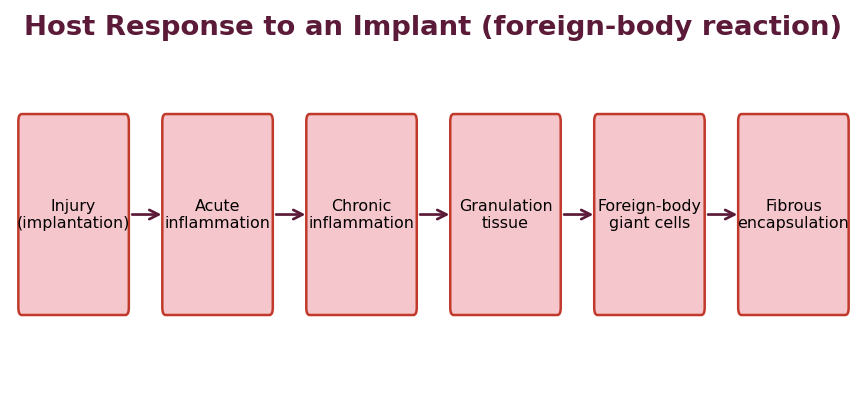 Host Response to an Implant (foreign-body reaction)
Injury
(implantation)
Acute
inflammation
Chronic
inflammation
Granulation
tissue
Foreign-body
giant cells
Fibrous
encapsulation